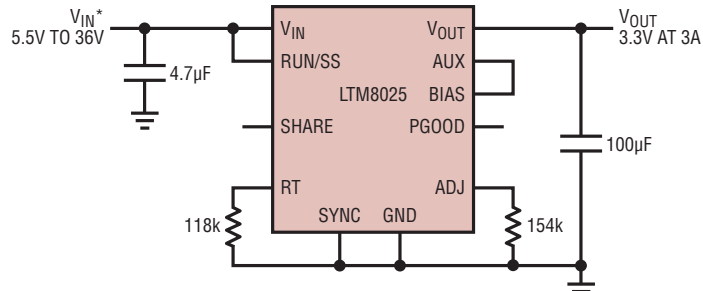 VIN*
5.5V TO 36V
4.7µF
VIN
RUN/SS
SHARE
RT
118k
LTM8025
VOUT
AUX
BIAS
PGOOD
ADJ
SYNC GND
154k
100µF
VOUT
3.3V AT 3A